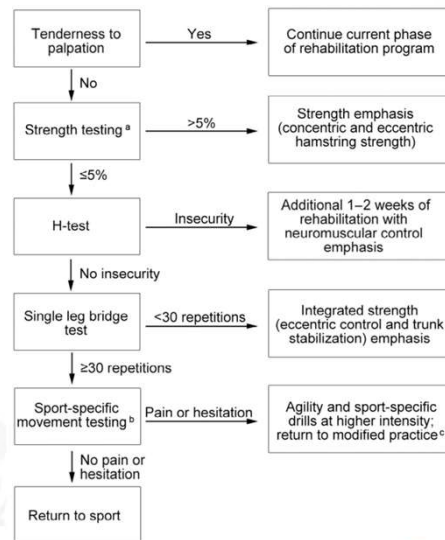 Tenderness to
palpation
Yes
Continue current phase
of rehabilitation program
No
Strength testing a
>5%
Strength emphasis
(concentric and eccentric
hamstring strength)
≤5%
H-test
Insecurity
Additional 1–2 weeks of
rehabilitation with
neuromuscular control
emphasis
No insecurity
Single leg bridge
test
<30 repetitions
Integrated strength
(eccentric control and trunk
stabilization) emphasis
≥30 repetitions
Sport-specific
movement testing b
Pain or hesitation
Agility and sport-specific
drills at higher intensity;
return to modified practice c
No pain or
hesitation
Return to sport